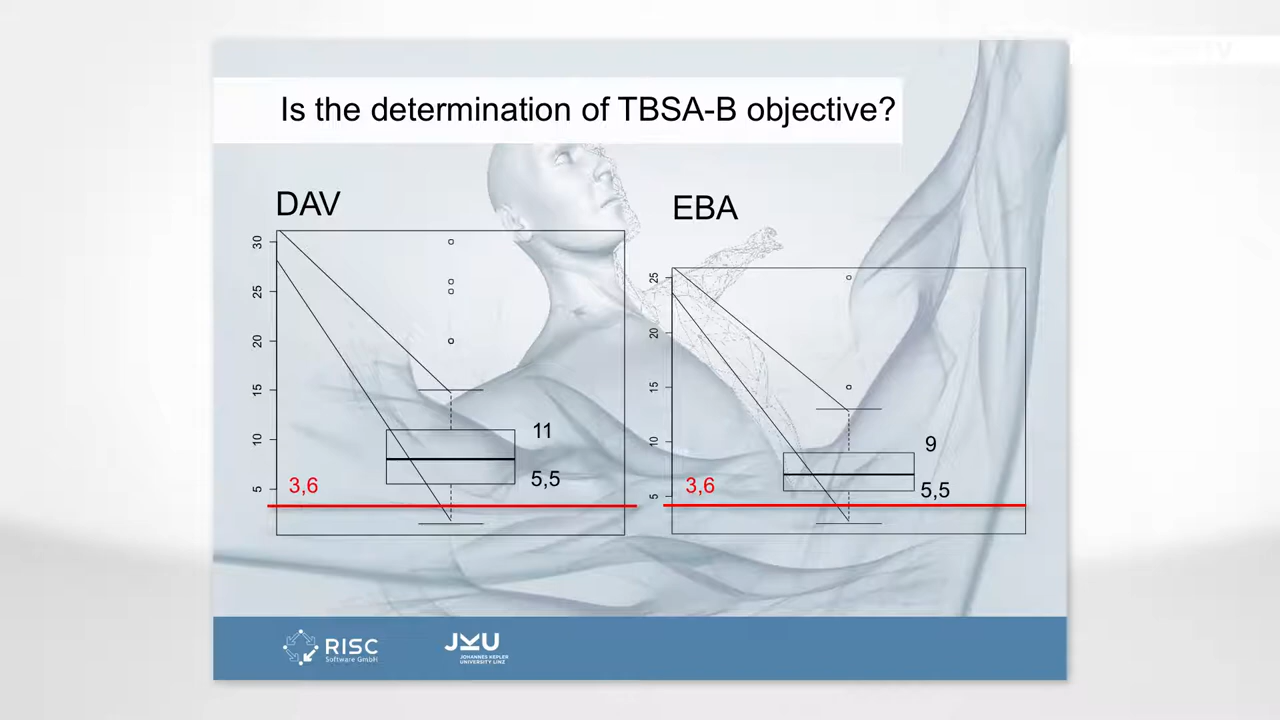 Is the determination of TBSA-B objective?
DAV
30
25
20
15
10
5
11
5,5
3,6
EBA
25
20
15
10
5
9
5,5
3,6
RISC
Software GmbH
JKU
JOHANNES KEPLER
UNIVERSITY LINZ